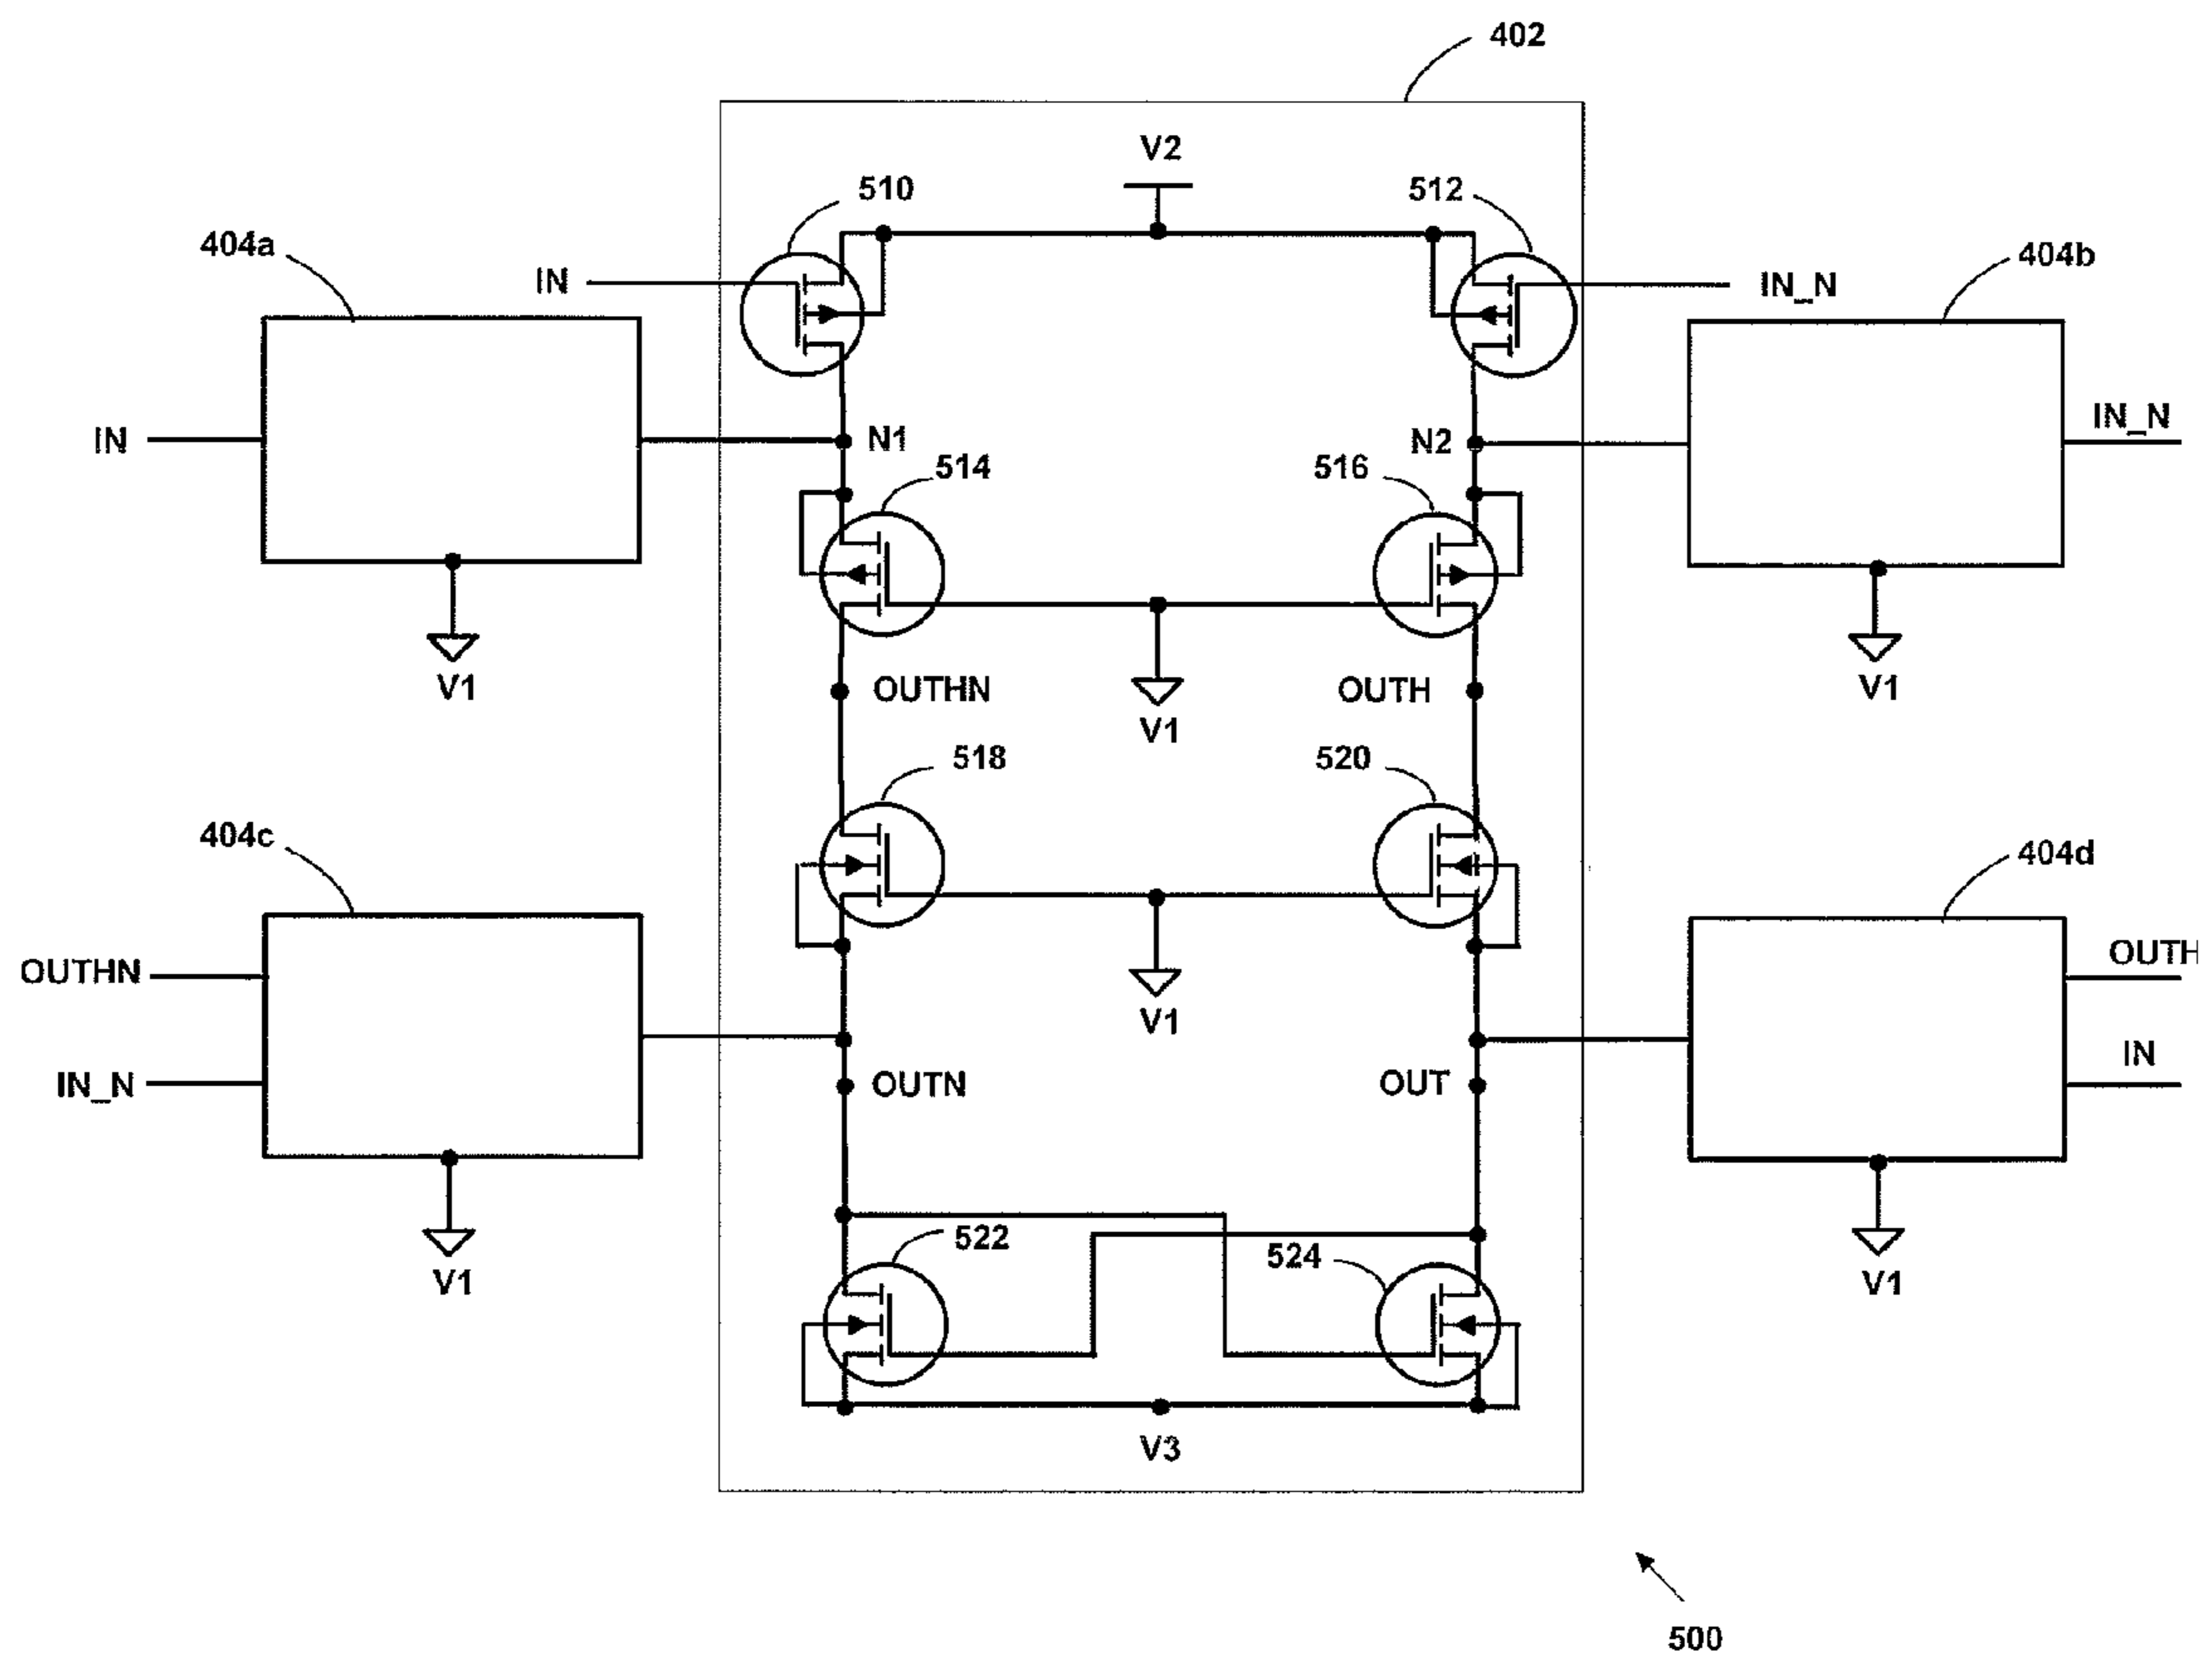 402
V2
510
512
404a
404b
IN
IN_N
IN
N1
N2
IN_N
514
516
V1
V1
OUTHN
OUTH
V1
518
520
404c
404d
OUTHN
OUTH
V1
IN_N
IN
OUTN
OUT
522
524
V1
V1
V3
500